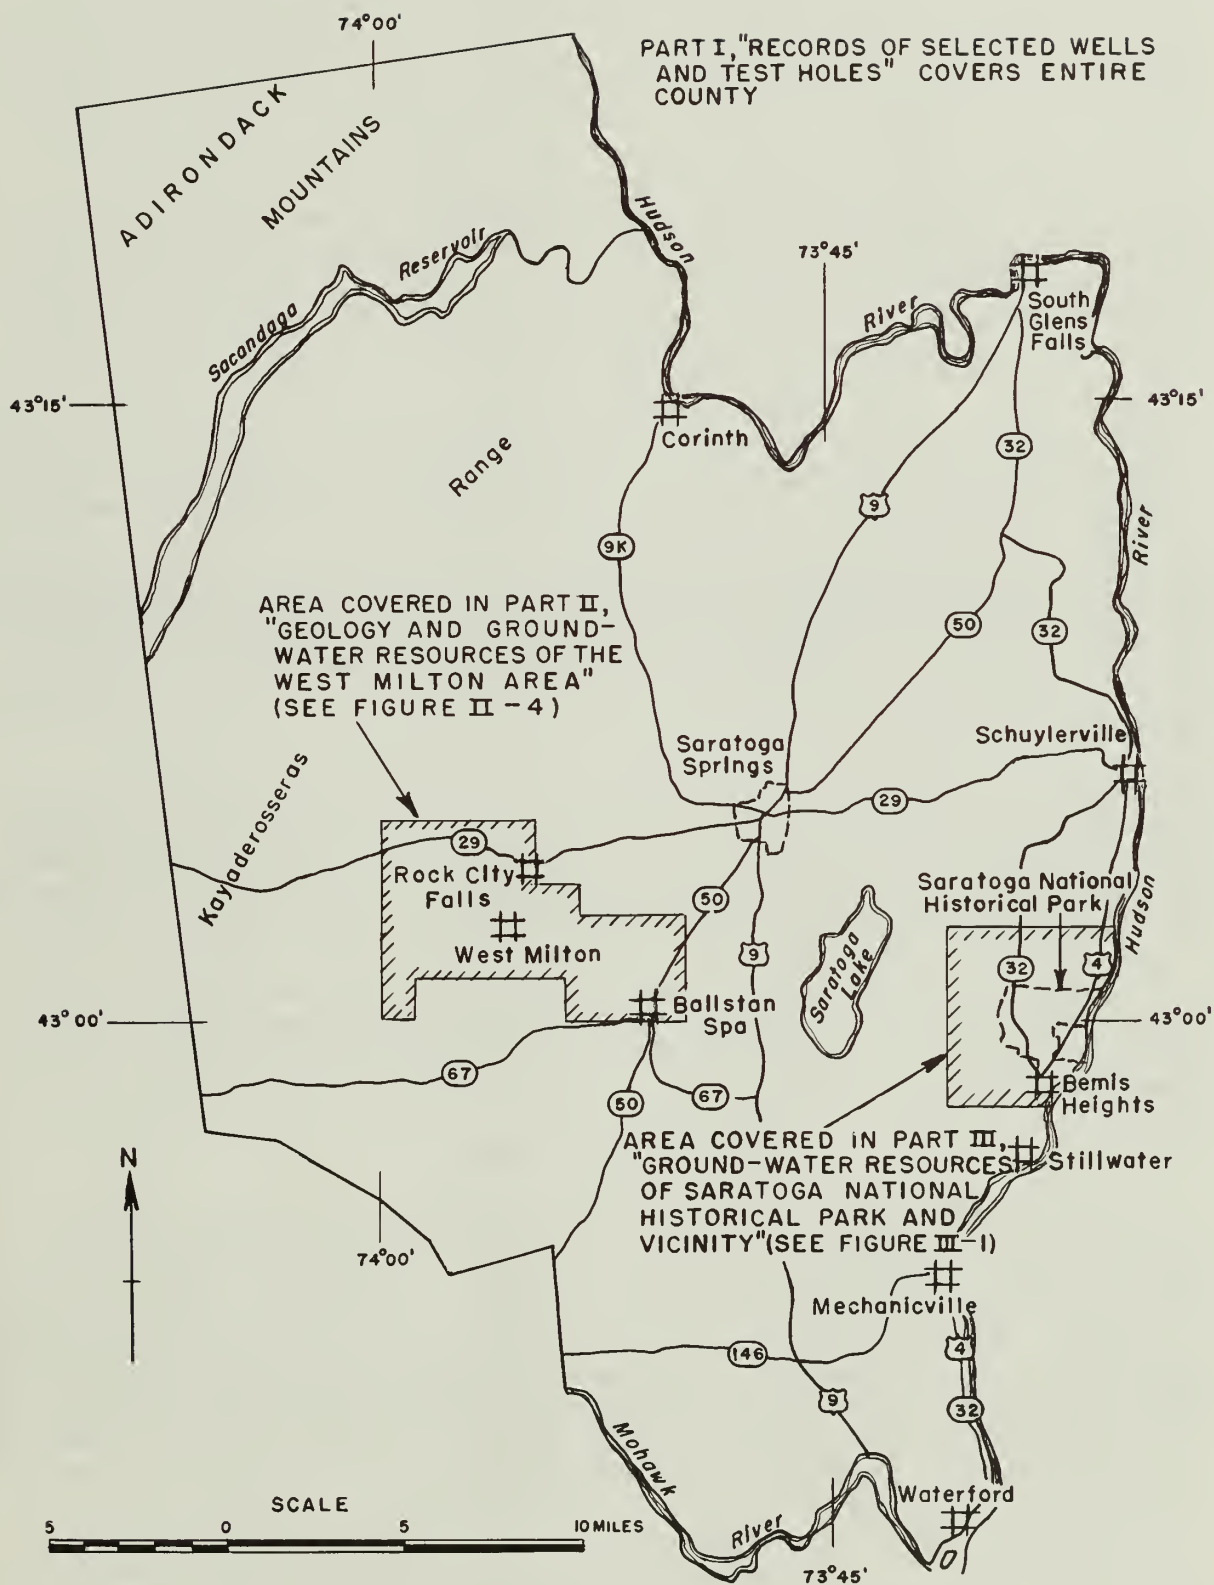 74°00'
PART I, "RECORDS OF SELECTED WELLS
AND TEST HOLES" COVERS ENTIRE
COUNTY
ADIRONDACK
MOUNTAINS
Hudson
Reservoir
73°45'
Sacandaga
River
South
Glens
Falls
43°15'
43°15'
Corinth
32
Range
9
River
9K
AREA COVERED IN PART II,
"GEOLOGY AND GROUND-
WATER RESOURCES OF THE
WEST MILTON AREA"
(SEE FIGURE II-4)
50
32
Schuylerville
Saratoga
Springs
29
Kayaderosseras
29
Rock City
Falls
50
Saratoga National
Historical Park
Hudson
West Milton
9
Saratoga
Lake
32
4
Ballstan
Spa
43°00'
43°00'
67
50
67
Bemis
Heights
AREA COVERED IN PART III,
"GROUND-WATER RESOURCES
OF SARATOGA NATIONAL
HISTORICAL PARK AND
VICINITY" (SEE FIGURE III-1)
Stillwater
N
74°00'
Mechanicville
146
4
9
32
Mohawk
Waterford
SCALE
5 0 5 10 MILES
River
73°45'